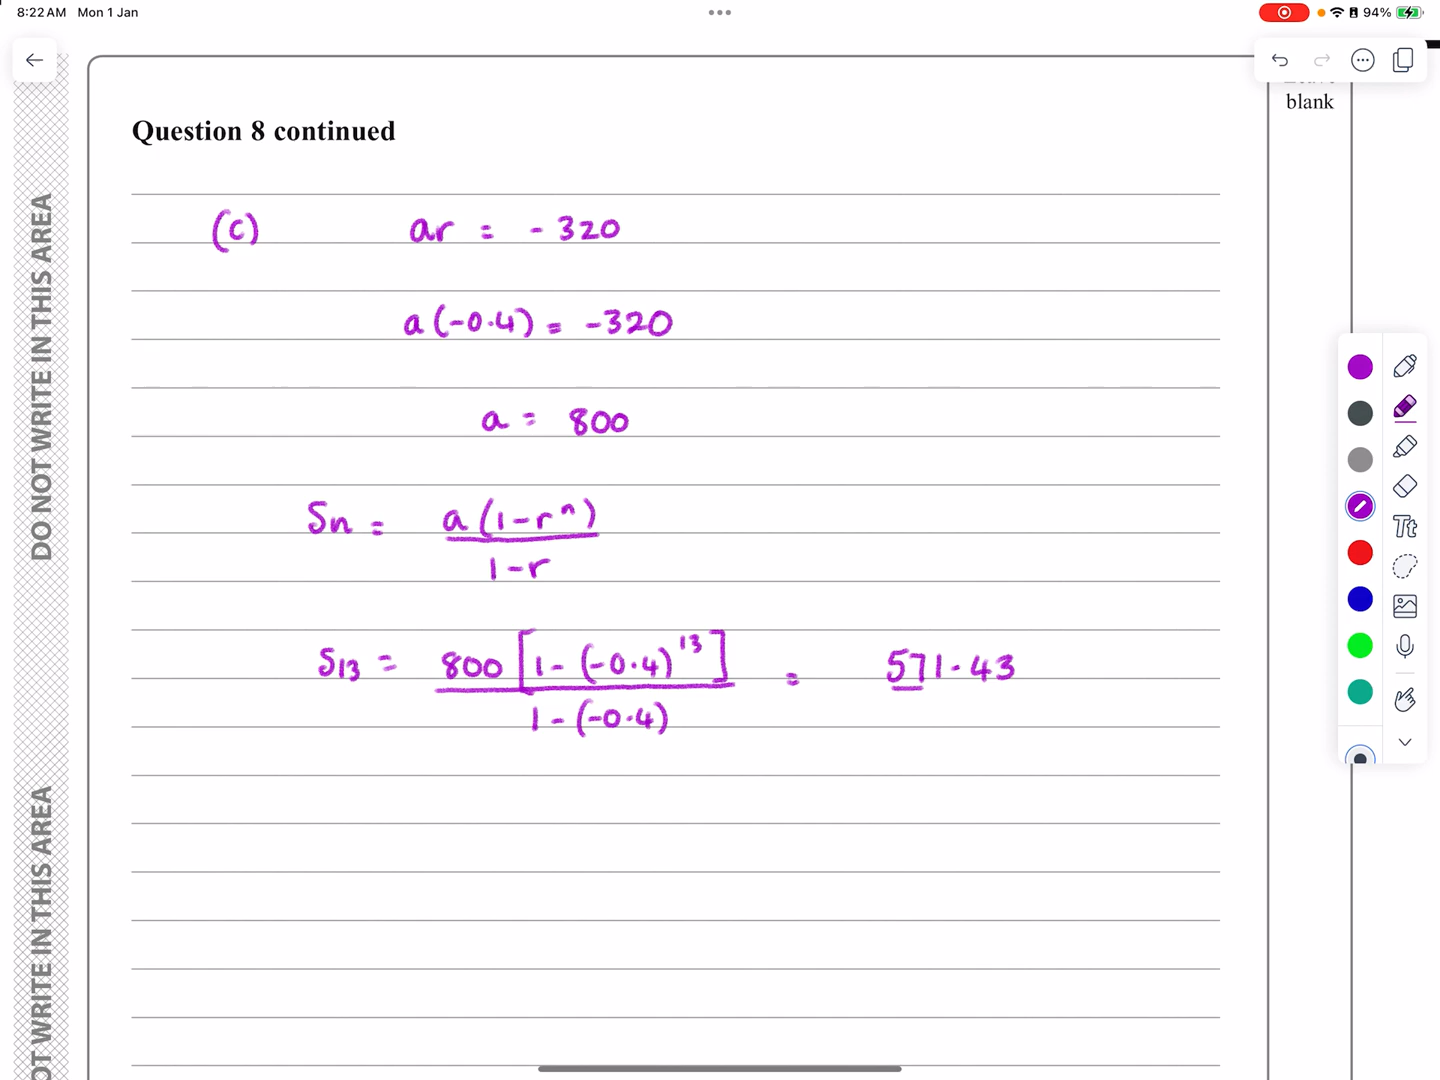 8:22 AM Mon 1 Jan
94%
blank
Question 8 continued
(c) ar = - 320
a (-0.4) = -320
a = 800
Sn = a (1-r^n) / 1-r
S13 = 800 [1 - (-0.4)^13] / 1 - (-0.4) = 571.43
DO NOT WRITE IN THIS AREA
OT WRITE IN THIS AREA
Tt